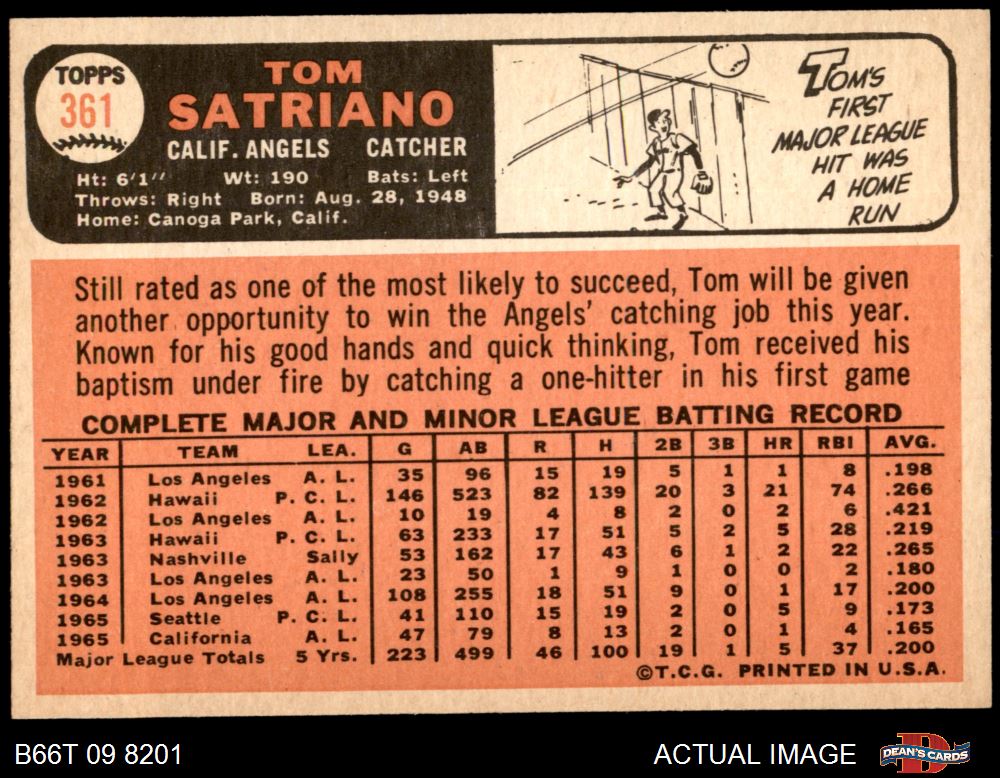 TOPPS
361
TOM
SATRIANO
CALIF. ANGELS CATCHER
Ht: 6'1" Wt: 190 Bats: Left
Throws: Right Born: Aug. 28, 1948
Home: Canoga Park, Calif.
TOM'S
FIRST
MAJOR LEAGUE
HIT WAS
A HOME
RUN
Still rated as one of the most likely to succeed, Tom will be given
another opportunity to win the Angels' catching job this year.
Known for his good hands and quick thinking, Tom received his
baptism under fire by catching a one-hitter in his first game
COMPLETE MAJOR AND MINOR LEAGUE BATTING RECORD
YEAR TEAM LEA. G AB R H 2B 3B HR RBI AVG.
1961 Los Angeles A. L. 35 96 15 19 5 1 1 8 .198
1962 Hawaii P. C. L. 146 523 82 139 20 3 21 74 .266
1962 Los Angeles A. L. 10 19 4 8 2 0 2 6 .421
1963 Hawaii P. C. L. 63 233 17 51 5 2 5 28 .219
1963 Nashville Sally 53 162 17 43 6 1 2 22 .265
1963 Los Angeles A. L. 23 50 1 9 1 0 0 2 .180
1964 Los Angeles A. L. 108 255 18 51 9 0 1 17 .200
1965 Seattle P. C. L. 41 110 15 19 2 0 5 9 .173
1965 California A. L. 47 79 8 13 2 0 1 4 .165
Major League Totals 5 Yrs. 223 499 46 100 19 1 5 37 .200
©T.C.G. PRINTED IN U.S.A.
B66T 09 8201 ACTUAL IMAGE DEAN'S CARDS